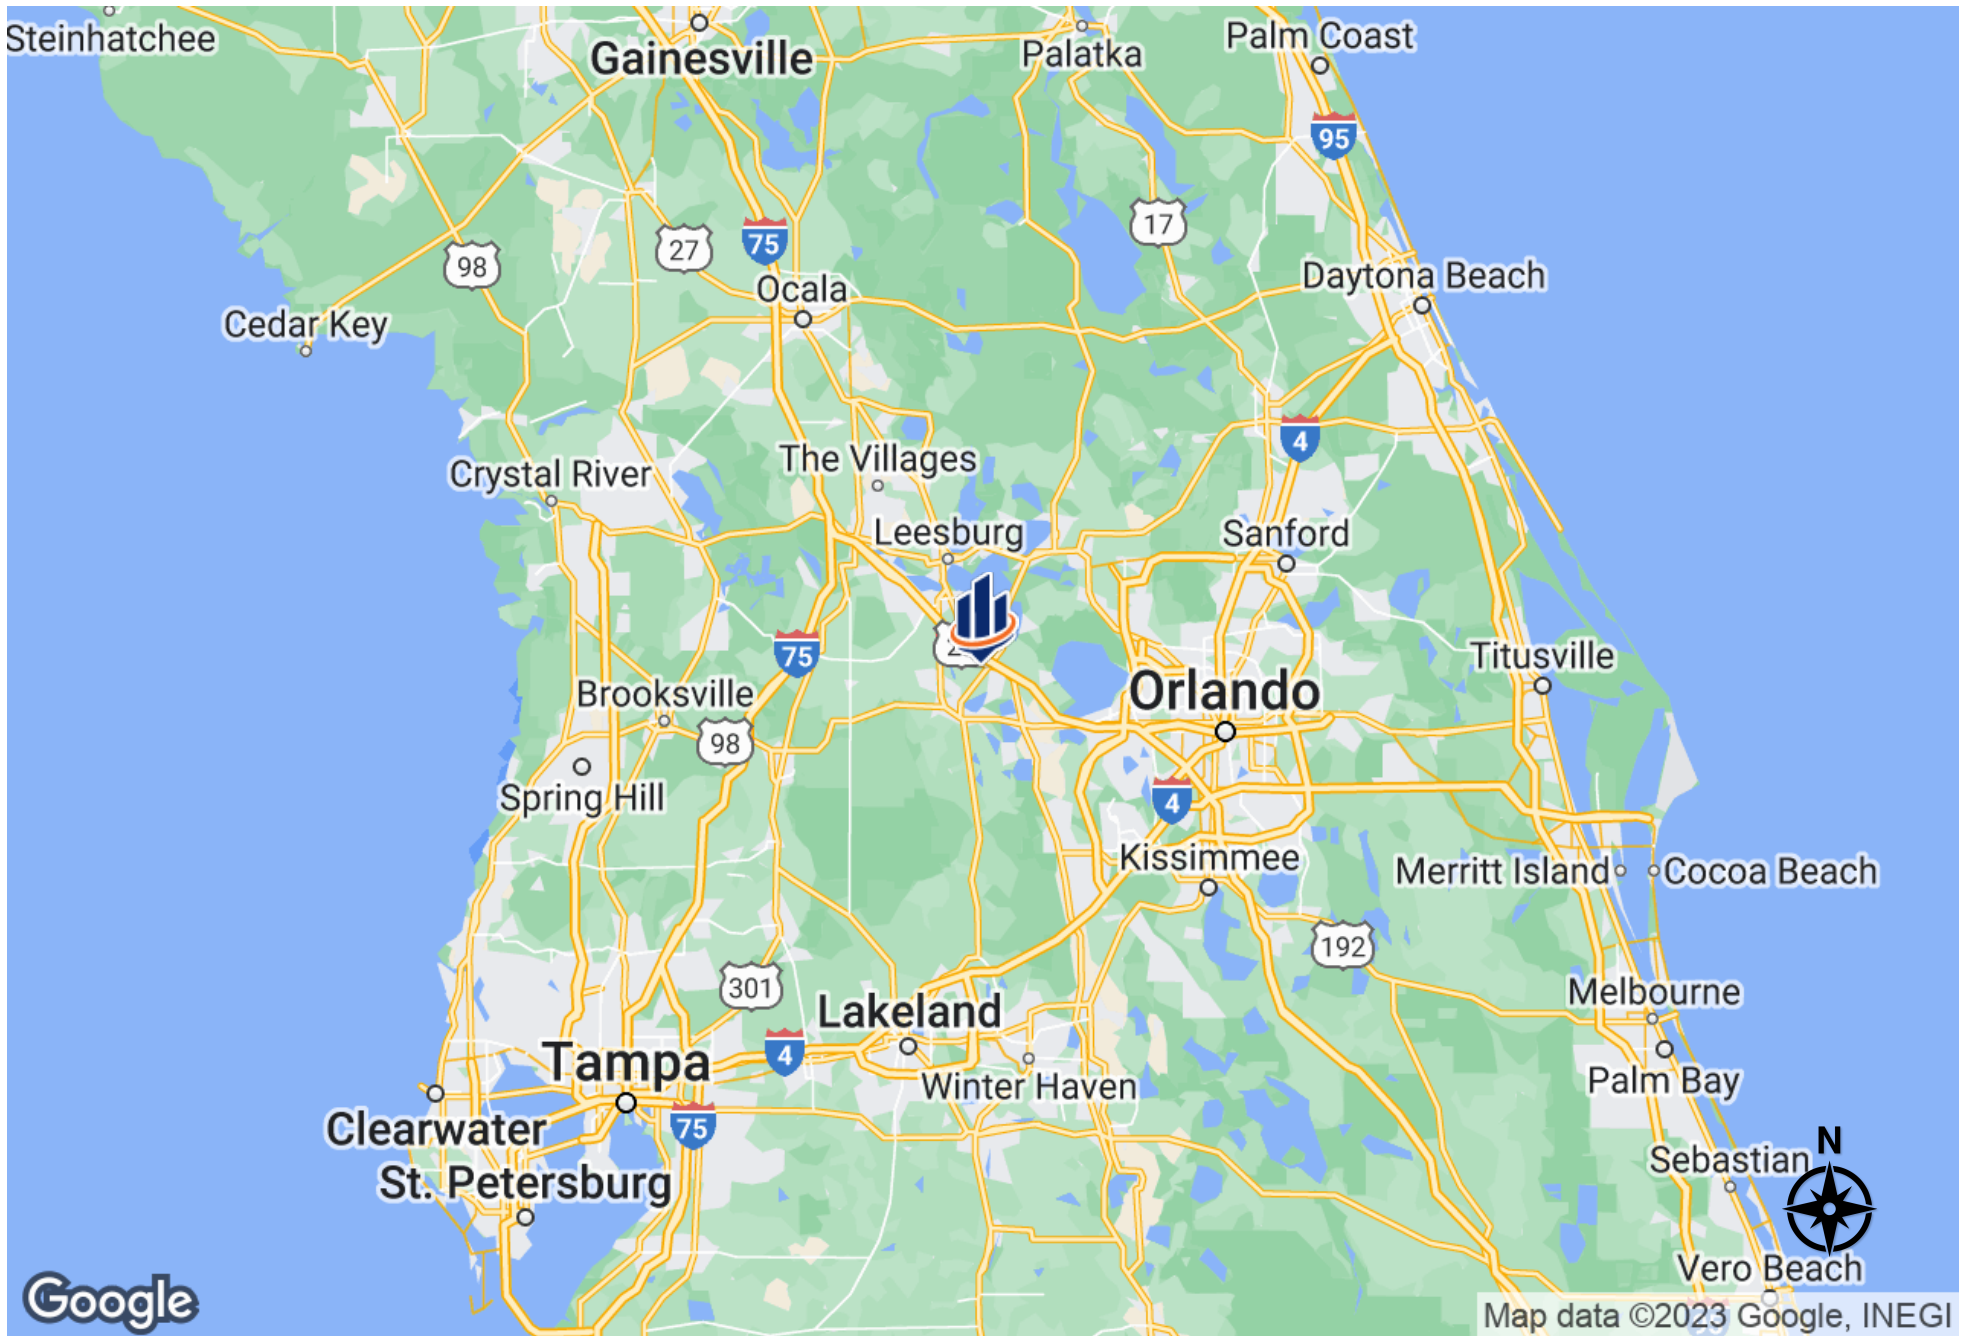 Steinhatchee
Gainesville
Palatka
Palm Coast
95
17
27
75
98
Ocala
Daytona Beach
Cedar Key
4
The Villages
Crystal River
Leesburg
Sanford
75
Titusville
Brooksville
Orlando
98
Spring Hill
4
Kissimmee
Merritt Island
Cocoa Beach
192
301
Melbourne
Lakeland
4
Tampa
Winter Haven
Palm Bay
75
Clearwater
St. Petersburg
N
Sebastian
Vero Beach
Google
Map data ©2023 Google, INEGI